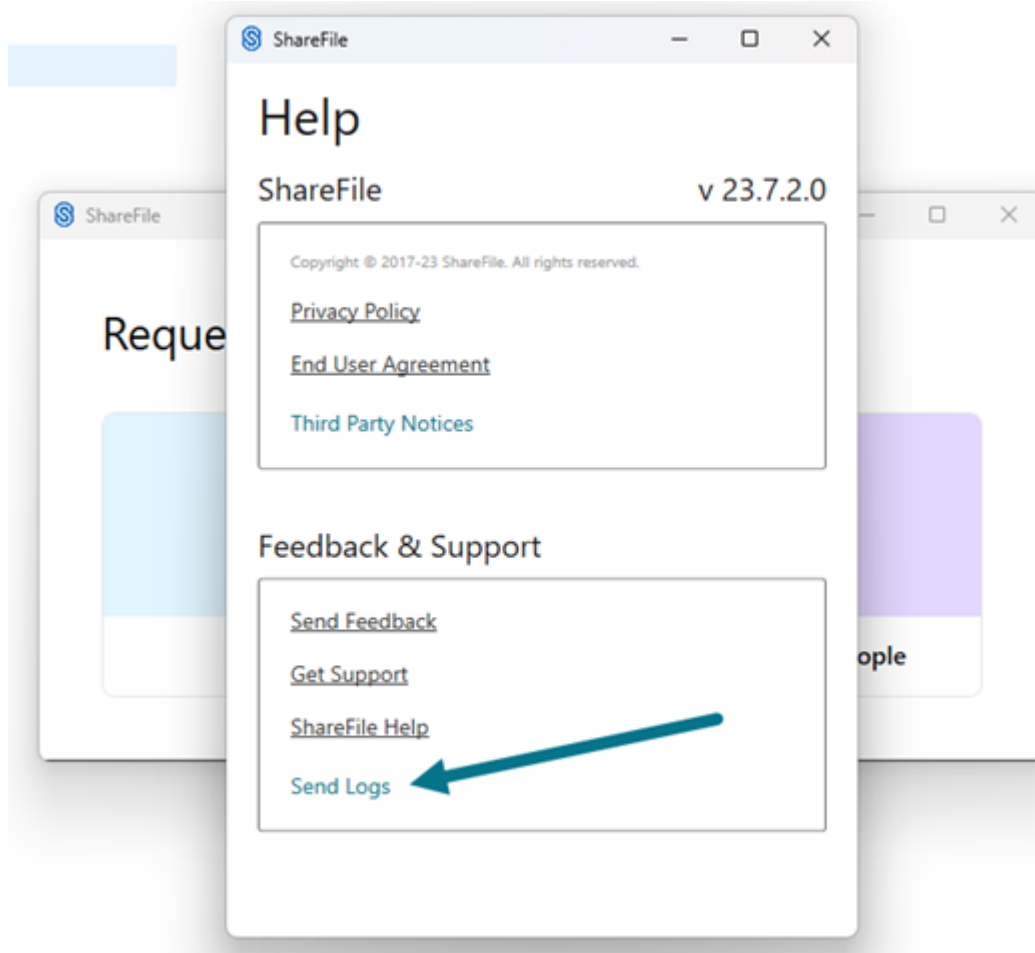 ShareFile
Help
ShareFile v 23.7.2.0
Copyright © 2017-23 ShareFile. All rights reserved.
Privacy Policy
End User Agreement
Third Party Notices
Feedback & Support
Send Feedback
Get Support
ShareFile Help
Send Logs
ShareFile
Reque
ople